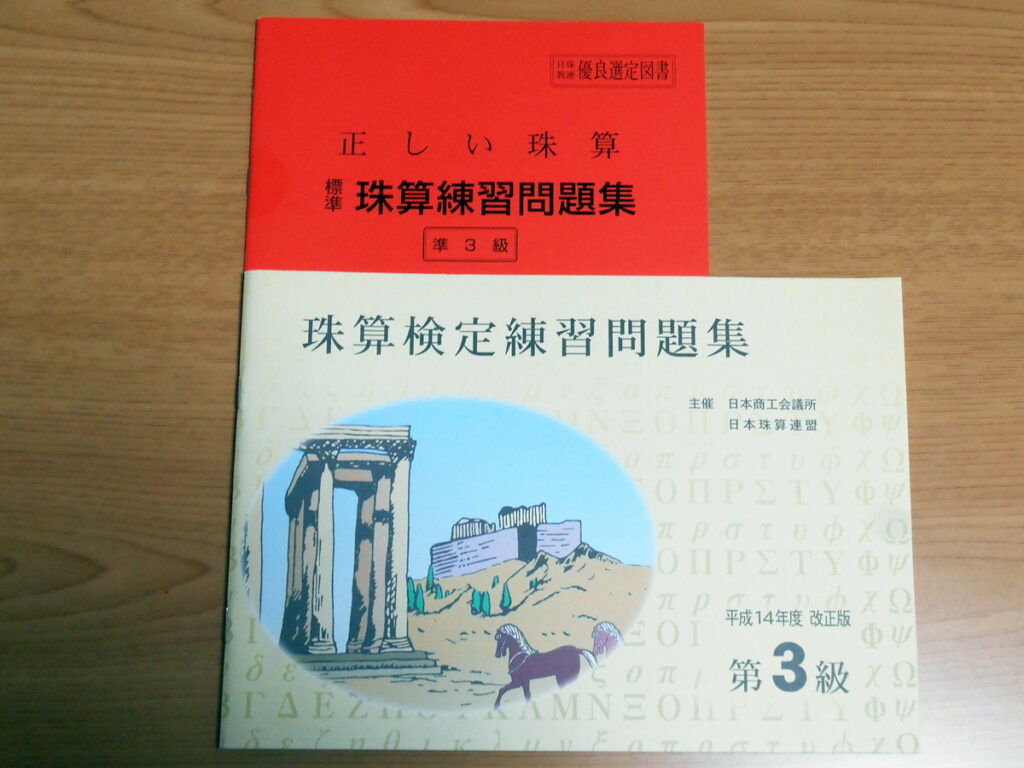 日珠
教連 優良選定図書
正しい珠算
標準 珠算練習問題集
準3級
珠算検定練習問題集
主催 日本商工会議所
日本珠算連盟
平成14年度 改正版
第3級